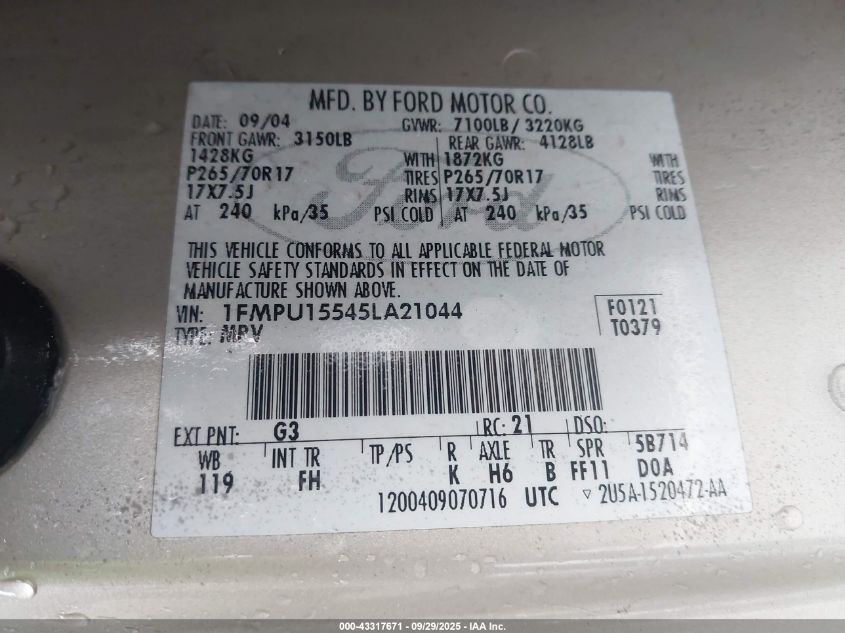 MFD. BY FORD MOTOR CO.
DATE: 09/04 GVWR: 7100LB/ 3220KG
FRONT GAWR: 3150LB REAR GAWR: 4128LB
1428KG WITH 1872KG WITH
P265/70R17 TIRES P265/70R17 TIRES
17X7.5J RIMS 17X7.5J RIMS
AT 240 kPa/35 PSI COLD AT 240 kPa/35 PSI COLD
Ford
THIS VEHICLE CONFORMS TO ALL APPLICABLE FEDERAL MOTOR
VEHICLE SAFETY STANDARDS IN EFFECT ON THE DATE OF
MANUFACTURE SHOWN ABOVE.
VIN: 1FMPU15545LA21044 F0121
TYPE: MPV T0379
EXT PNT: G3 RC: 21 DSO:
WB INT TR TP/PS R AXLE TR SPR 5B714
119 FH K H6 B FF11 DOA
1200409070716 UTC ▽ 2U5A-1520472-AA
000-43317671 - 09/29/2025 - IAA Inc.